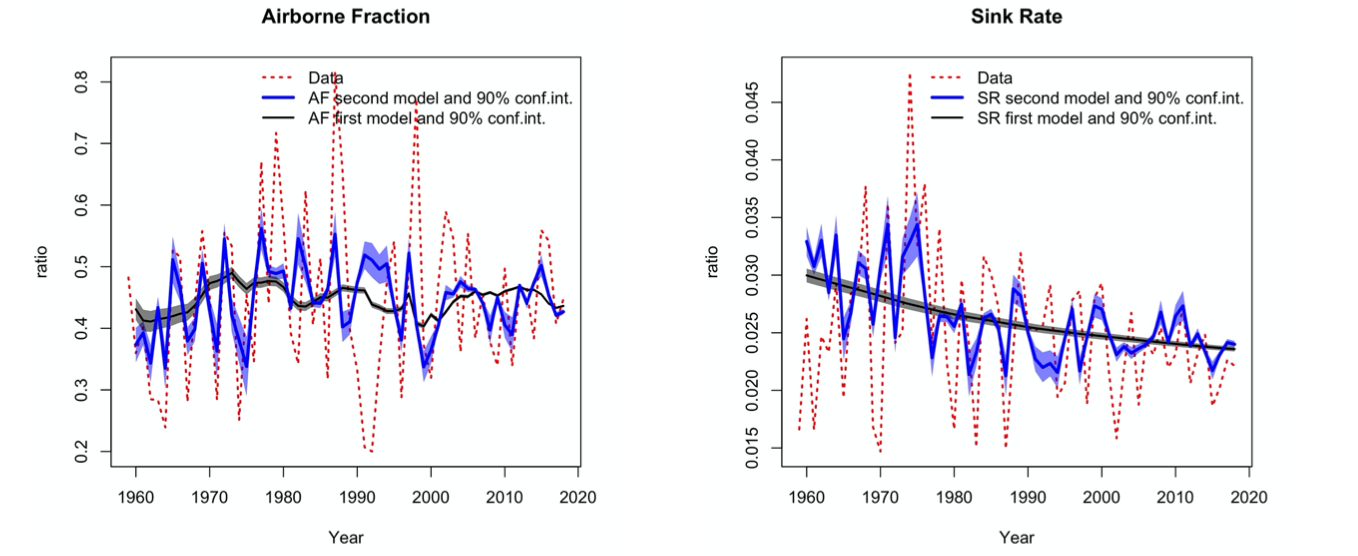 Airborne Fraction
Data
AF second model and 90% conf.int.
AF first model and 90% conf.int.
ratio
0.8
0.7
0.6
0.5
0.4
0.3
0.2
1960 1970 1980 1990 2000 2010 2020
Year
Sink Rate
Data
SR second model and 90% conf.int.
SR first model and 90% conf.int.
ratio
0.045
0.040
0.035
0.030
0.025
0.020
0.015
1960 1970 1980 1990 2000 2010 2020
Year